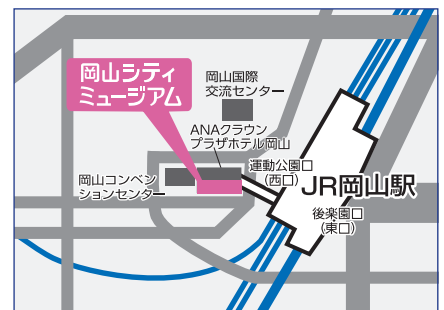 岡山シティ
ミュージアム
岡山国際
交流センター
ANAクラウン
プラザホテル岡山
岡山コンベン
ションセンター
運動公園口
(西口)
JR岡山駅
後楽園口
(東口)